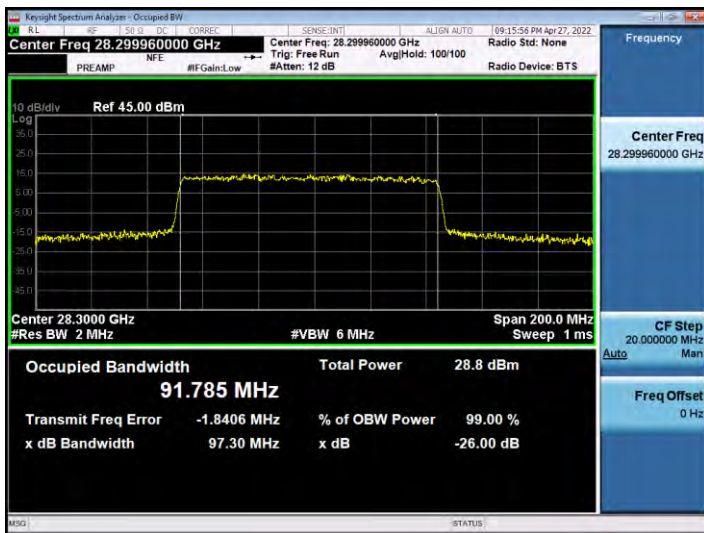 Keysight Spectrum Analyzer - Occupied BW
RL RF 50 Ω DC CORREC SENSE:INT ALIGN AUTO 09:15:56 PM Apr 27, 2022
Center Freq 28.299960000 GHz Center Freq: 28.299960000 GHz Radio Std: None
NFE Trig: Free Run Avg|Hold: 100/100
PREAMP #IFGain:Low #Atten: 12 dB Radio Device: BTS
Frequency
10 dB/div Ref 45.00 dBm
Log
35.0
25.0
15.0
5.00
-5.00
-15.0
-25.0
-35.0
-45.0
Center 28.3000 GHz Span 200.0 MHz
#Res BW 2 MHz #VBW 6 MHz Sweep 1 ms
Occupied Bandwidth Total Power 28.8 dBm
91.785 MHz
Transmit Freq Error -1.8406 MHz % of OBW Power 99.00 %
x dB Bandwidth 97.30 MHz x dB -26.00 dB
Center Freq
28.299960000 GHz
CF Step
20.000000 MHz
Auto Man
Freq Offset
0 Hz
MSG STATUS